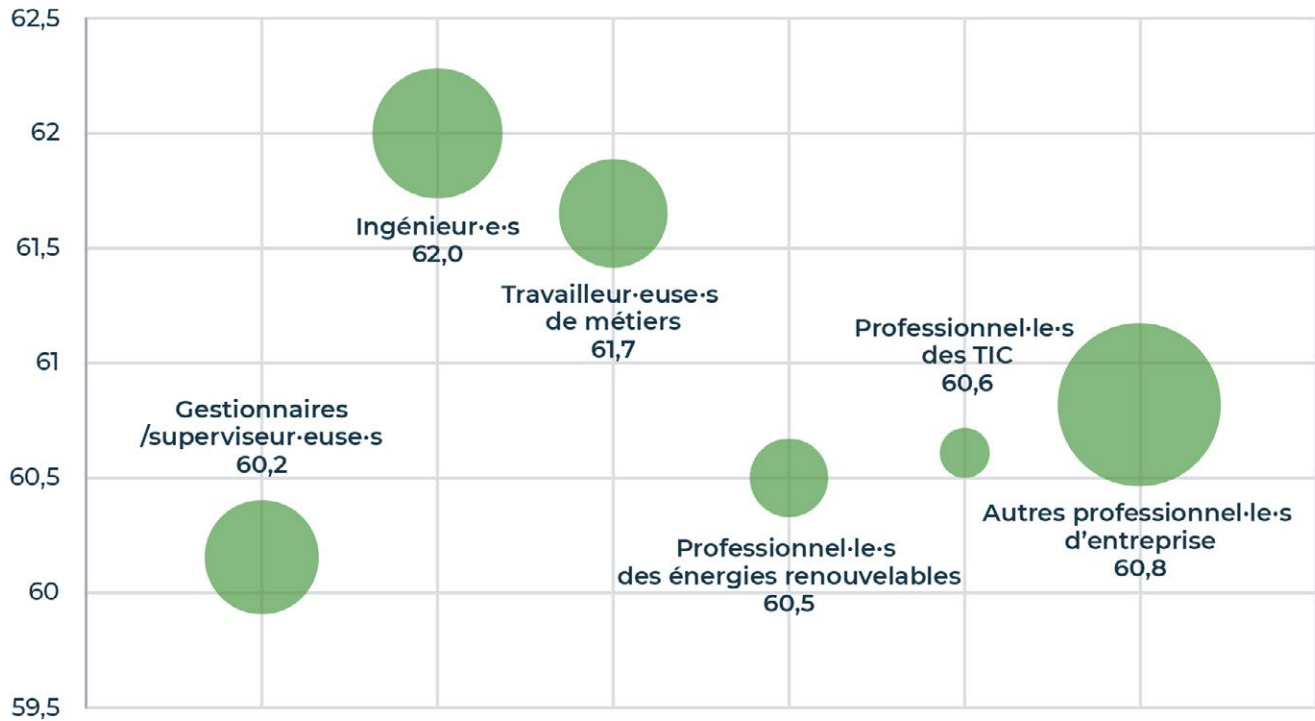 62,5
62
61,5
61
60,5
60
59,5
Gestionnaires
/superviseur·euse·s
60,2
Ingénieur·e·s
62,0
Travailleur·euse·s
de métiers
61,7
Professionnel·le·s
des énergies renouvelables
60,5
Professionnel·le·s
des TIC
60,6
Autres professionnel·le·s
d’entreprise
60,8